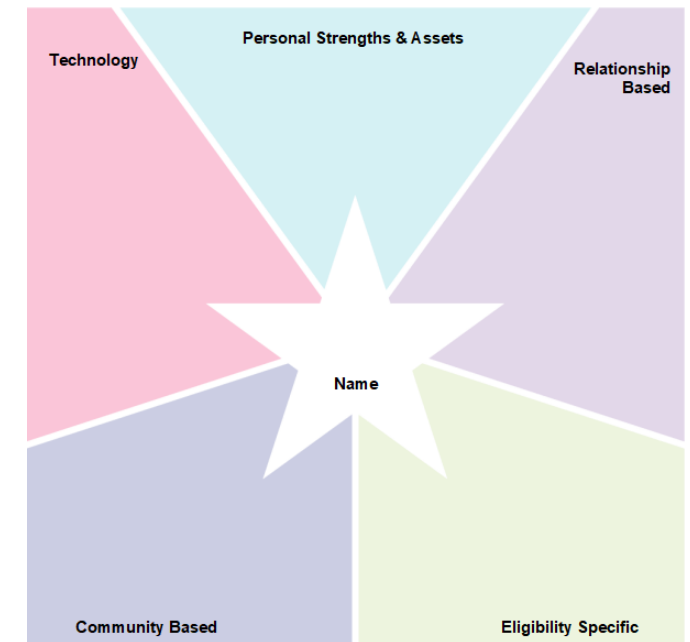 Personal Strengths & Assets
Technology
Relationship
Based
Name
Community Based
Eligibility Specific